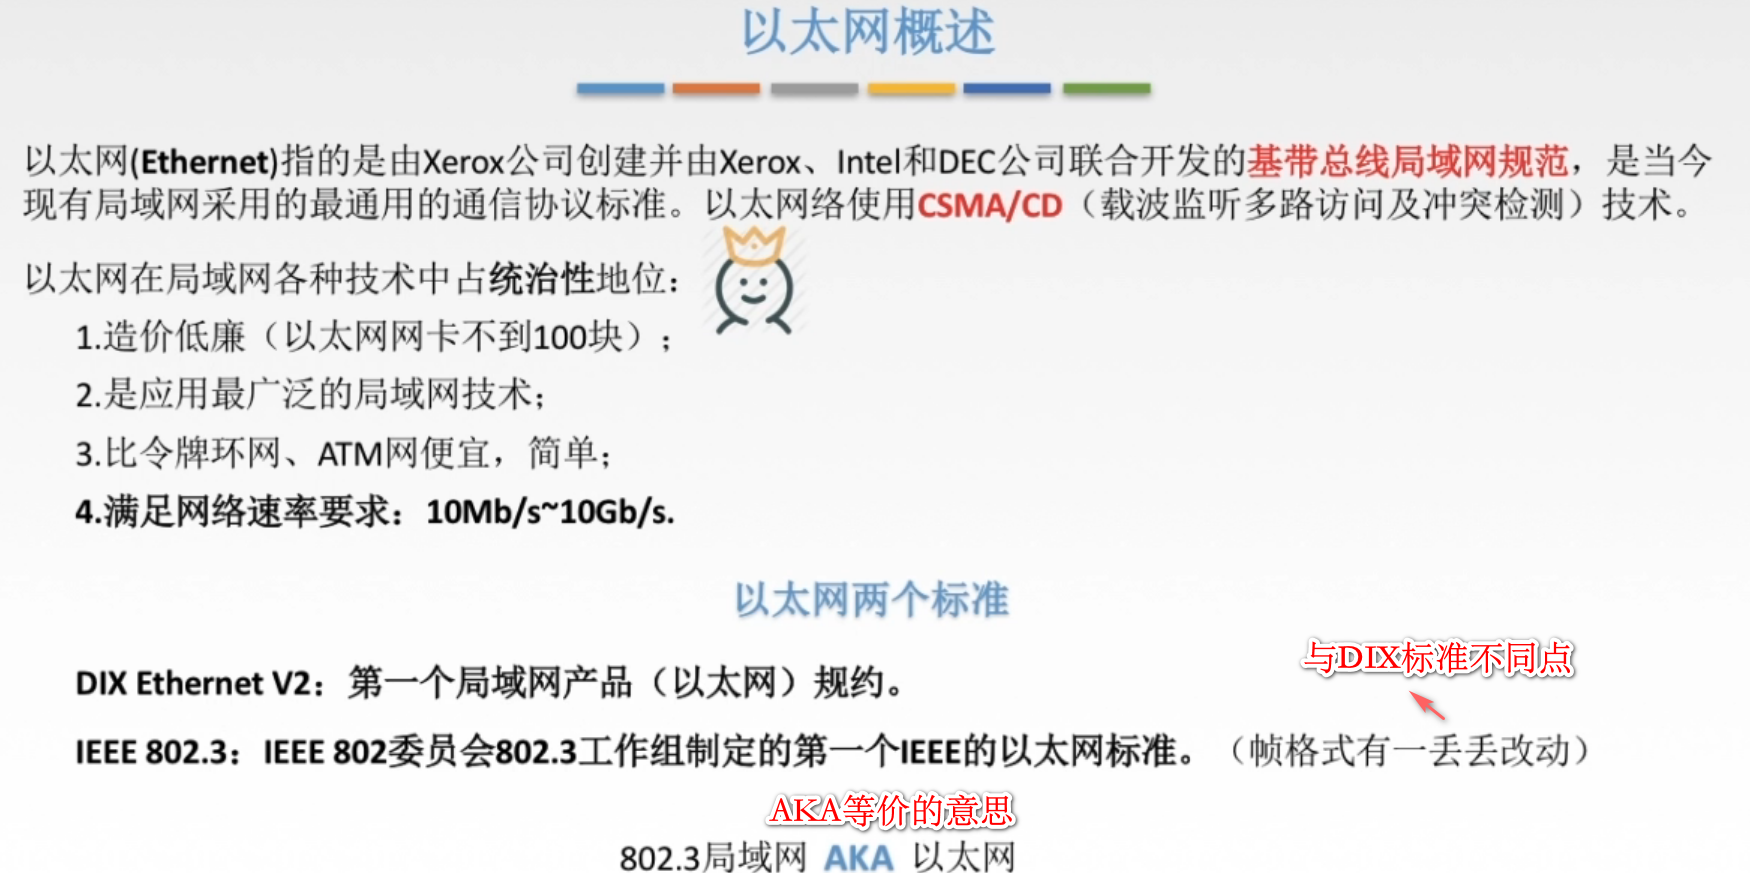 以太网概述
以太网(Ethernet)指的是由Xerox公司创建并由Xerox、Intel和DEC公司联合开发的基带总线局域网规范，是当今
现有局域网采用的最通用的通信协议标准。以太网络使用CSMA/CD（载波监听多路访问及冲突检测）技术。
以太网在局域网各种技术中占统治性地位：
1.造价低廉（以太网网卡不到100块）；
2.是应用最广泛的局域网技术；
3.比令牌环网、ATM网便宜，简单；
4.满足网络速率要求：10Mb/s~10Gb/s.
以太网两个标准
与DIX标准不同点
DIX Ethernet V2：第一个局域网产品（以太网）规约。
IEEE 802.3：IEEE 802委员会802.3工作组制定的第一个IEEE的以太网标准。（帧格式有一丢丢改动）
AKA等价的意思
802.3局域网 AKA 以太网